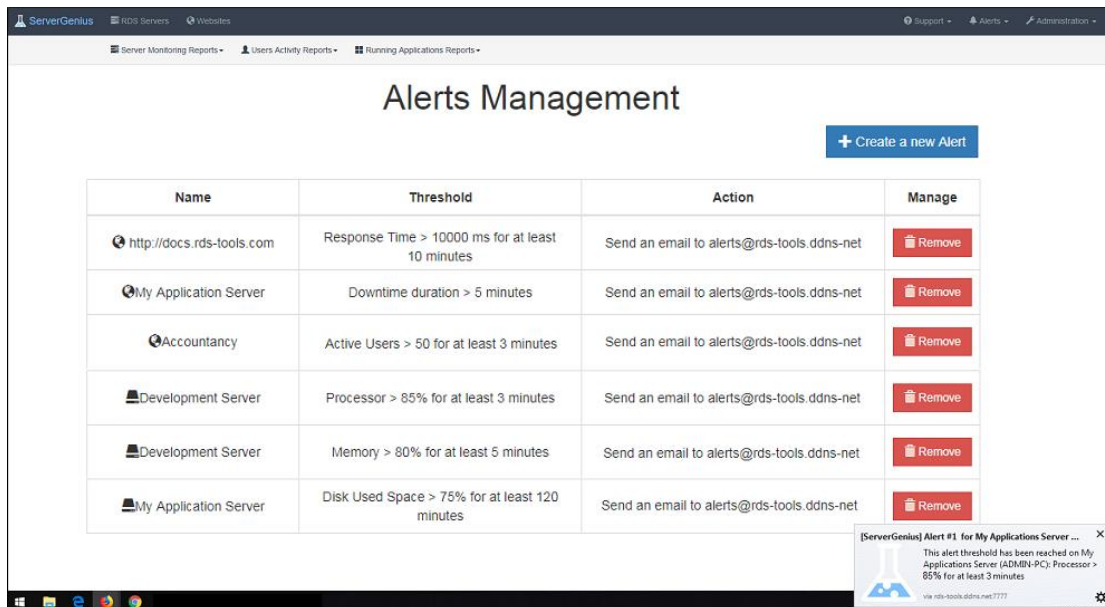 ServerGenius RDS Servers Websites Support Alerts Administration
Server Monitoring Reports Users Activity Reports Running Applications Reports
Alerts Management
+ Create a new Alert
Name Threshold Action Manage
http://docs.rds-tools.com Response Time > 10000 ms for at least 10 minutes Send an email to alerts@rds-tools.ddns-net Remove
My Application Server Downtime duration > 5 minutes Send an email to alerts@rds-tools.ddns-net Remove
Accountancy Active Users > 50 for at least 3 minutes Send an email to alerts@rds-tools.ddns-net Remove
Development Server Processor > 85% for at least 3 minutes Send an email to alerts@rds-tools.ddns-net Remove
Development Server Memory > 80% for at least 5 minutes Send an email to alerts@rds-tools.ddns-net Remove
My Application Server Disk Used Space > 75% for at least 120 minutes Send an email to alerts@rds-tools.ddns-net Remove
[ServerGenius] Alert #1 for My Applications Server ...
This alert threshold has been reached on My
Applications Server (ADMIN-PC): Processor >
85% for at least 3 minutes
via rds-tools.ddns.net:7777